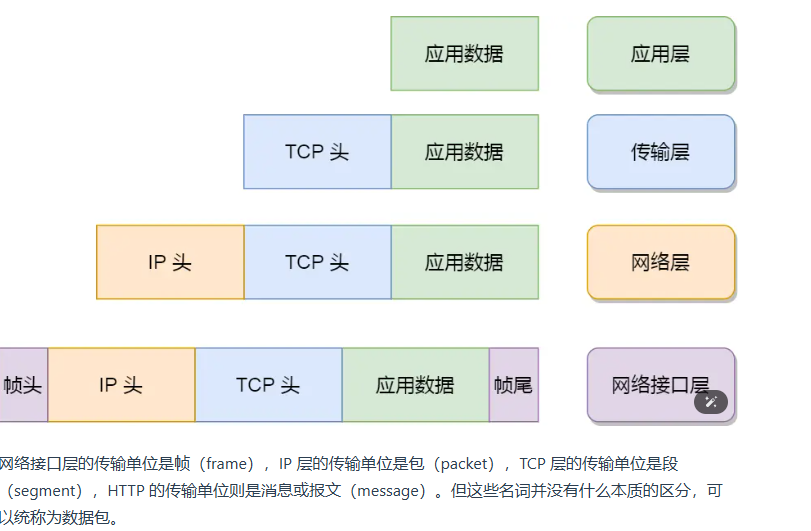 应用数据 应用层
TCP 头 应用数据 传输层
IP 头 TCP 头 应用数据 网络层
帧头 IP 头 TCP 头 应用数据 帧尾 网络接口层
网络接口层的传输单位是帧（frame），IP 层的传输单位是包（packet），TCP 层的传输单位是段
（segment），HTTP 的传输单位则是消息或报文（message）。但这些名词并没有什么本质的区分，可
以统称为数据包。